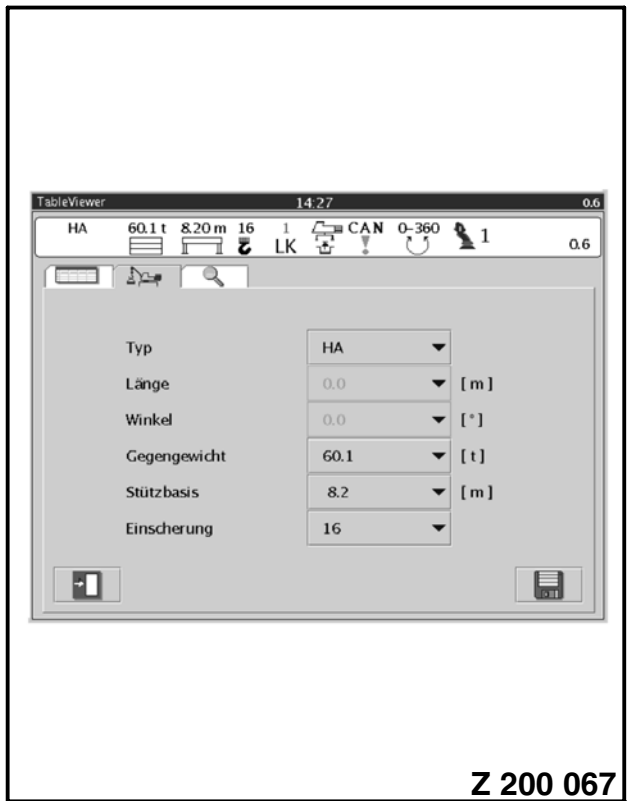 TableViewer 14:27 0.6
HA 60.1 t 8.20 m 16 1 CAN 0-360 1
LK 0.6
Typ HA
Länge 0.0 [ m ]
Winkel 0.0 [ ° ]
Gegengewicht 60.1 [ t ]
Stützbasis 8.2 [ m ]
Einscherung 16
Z 200 067